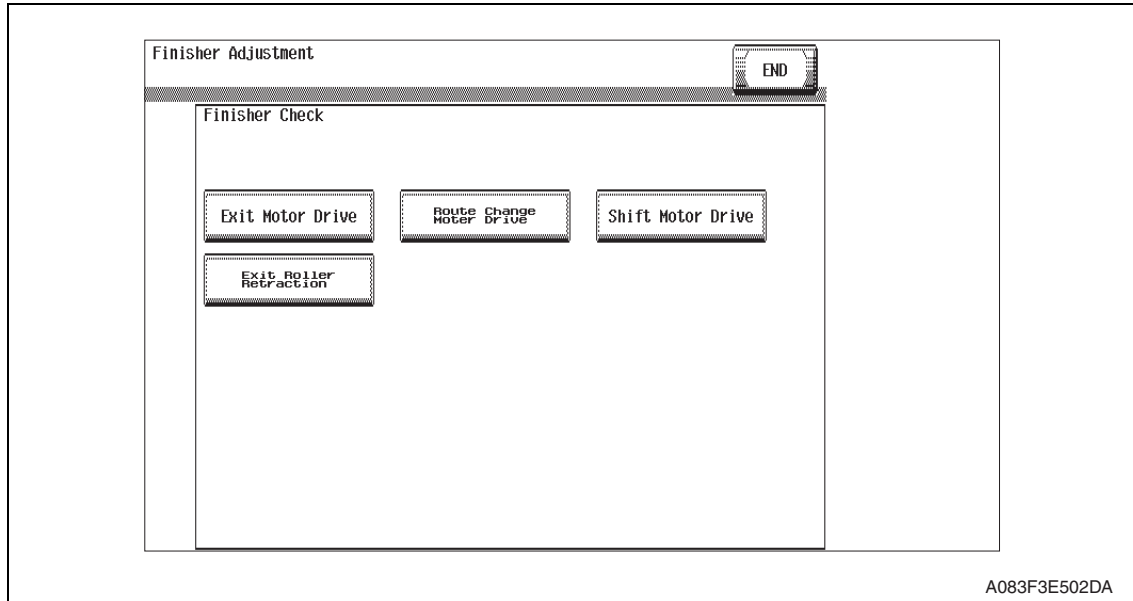 Finisher Adjustment
END
Finisher Check
Exit Motor Drive
Route Change
Moter Drive
Shift Motor Drive
Exit Roller
Retraction
A083F3E502DA